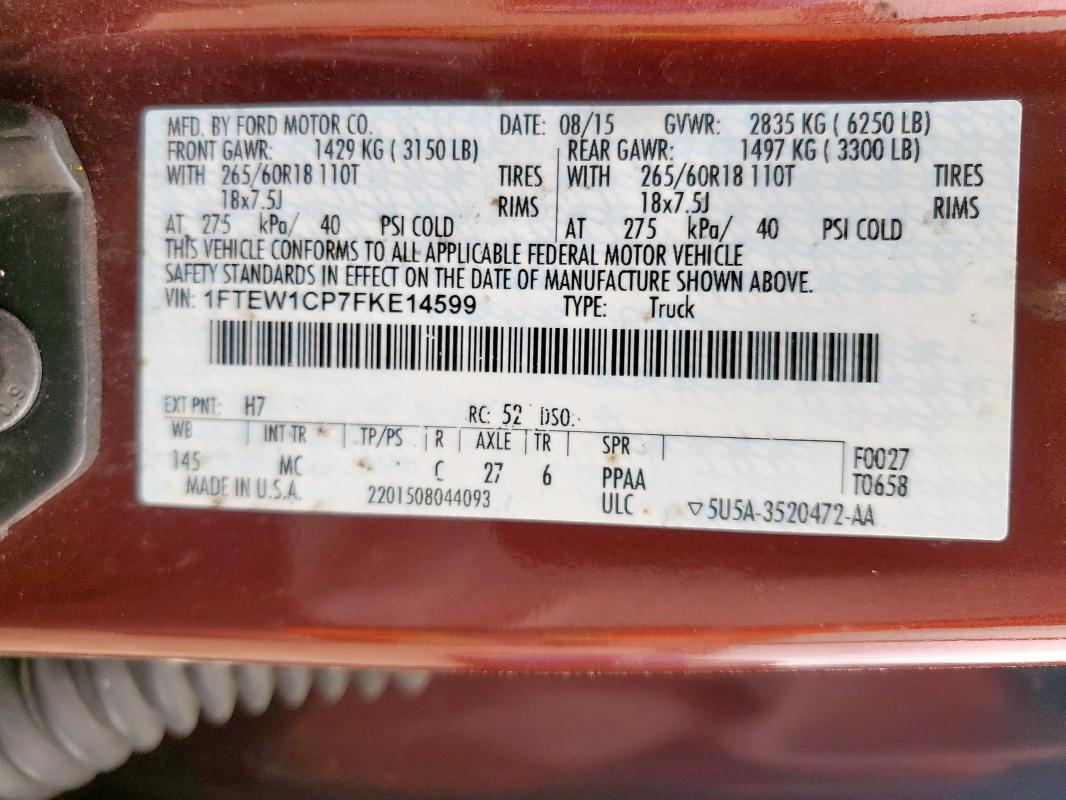 MFD. BY FORD MOTOR CO. DATE: 08/15 GVWR: 2835 KG ( 6250 LB)
FRONT GAWR: 1429 KG ( 3150 LB) REAR GAWR: 1497 KG ( 3300 LB)
WITH 265/60R18 110T TIRES WITH 265/60R18 110T TIRES
18x7.5J RIMS 18x7.5J RIMS
AT 275 kPa/ 40 PSI COLD AT 275 kPa/ 40 PSI COLD
THIS VEHICLE CONFORMS TO ALL APPLICABLE FEDERAL MOTOR VEHICLE
SAFETY STANDARDS IN EFFECT ON THE DATE OF MANUFACTURE SHOWN ABOVE.
VIN: 1FTEW1CP7FKE14599 TYPE: Truck
EXT PNT: H7 RC: 52 DSO:
WB INT TR TP/PS R AXLE TR SPR F0027
145 MC C 27 6 PPAA T0658
MADE IN U.S.A. 2201508044093 ULC ▽5U5A-3520472-AA